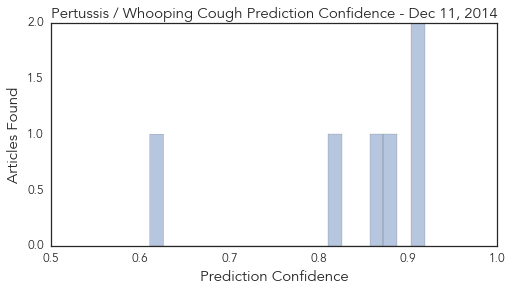 Pertussis / Whooping Cough Prediction Confidence - Dec 11, 2014
2.0
1.5
1.0
0.5
0.0
Articles Found
0.5 0.6 0.7 0.8 0.9 1.0
Prediction Confidence